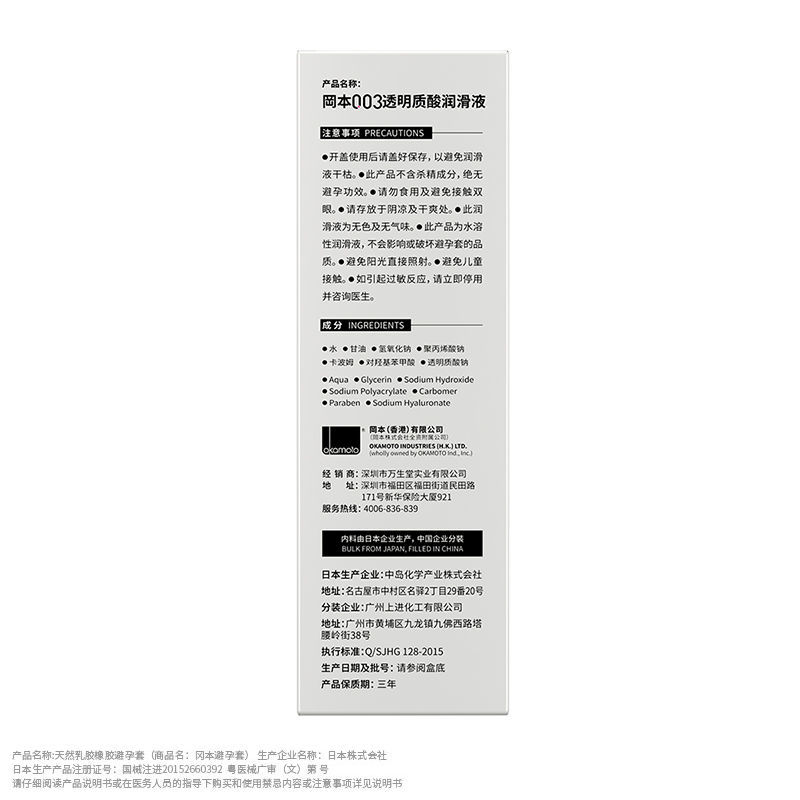 产品名称：
冈本003透明质酸润滑液
注意事项 PRECAUTIONS
●开盖使用后请盖好保存，以避免润滑
液干枯。●此产品不含杀精成分，绝无
避孕功效。●请勿食用及避免接触双
眼。●请存放于阴凉及干爽处。●此润
滑液为无色及无气味。●此产品为水溶
性润滑液，不会影响或破坏避孕套的品
质。●避免阳光直接照射。●避免儿童
接触。●如引起过敏反应，请立即停用
并咨询医生。
成分 INGREDIENTS
●水 ●甘油 ●氢氧化钠 ●聚丙烯酸钠
●卡波姆 ●对羟基苯甲酸 ●透明质酸钠
●Aqua ●Glycerin ●Sodium Hydroxide
●Sodium Polyacrylate ●Carbomer
●Paraben ●Sodium Hyaluronate
okamoto®
冈本（香港）有限公司
（冈本株式会社全资附属公司）
OKAMOTO INDUSTRIES (H.K.) LTD.
(wholly owned by OKAMOTO Ind., Inc.)
经销商：深圳市万生堂实业有限公司
地 址：深圳市福田区福田街道民田路
171号新华保险大厦921
服务热线：4006-836-839
内料由日本企业生产，中国企业分装
BULK FROM JAPAN, FILLED IN CHINA
日本生产企业：中岛化学产业株式会社
地址：名古屋市中村区名驿2丁目29番20号
分装企业：广州上进化工有限公司
地址：广州市黄埔区九龙镇九佛西路塔
腰岭街38号
执行标准：Q/SJHG 128-2015
生产日期及批号：请参阅盒底
产品保质期：三年
产品名称:天然乳胶橡胶避孕套（商品名：冈本避孕套） 生产企业名称：日本株式会社
日本生产产品注册证号：国械注进20152660392 粤医械广审（文）第 号
请仔细阅读产品说明书或在医务人员的指导下购买和使用禁忌内容或注意事项详见说明书